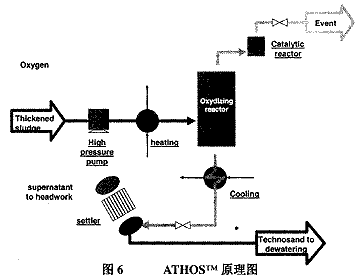 Event
Catalytic
reactor
Oxygen
Oxydizing
reactor
Thickened
sludge
High
pressure
pump
heating
supernatant
to headwork
Cooling
settler
Technosand to
dewatering
图 6 ATHOS™ 原理图